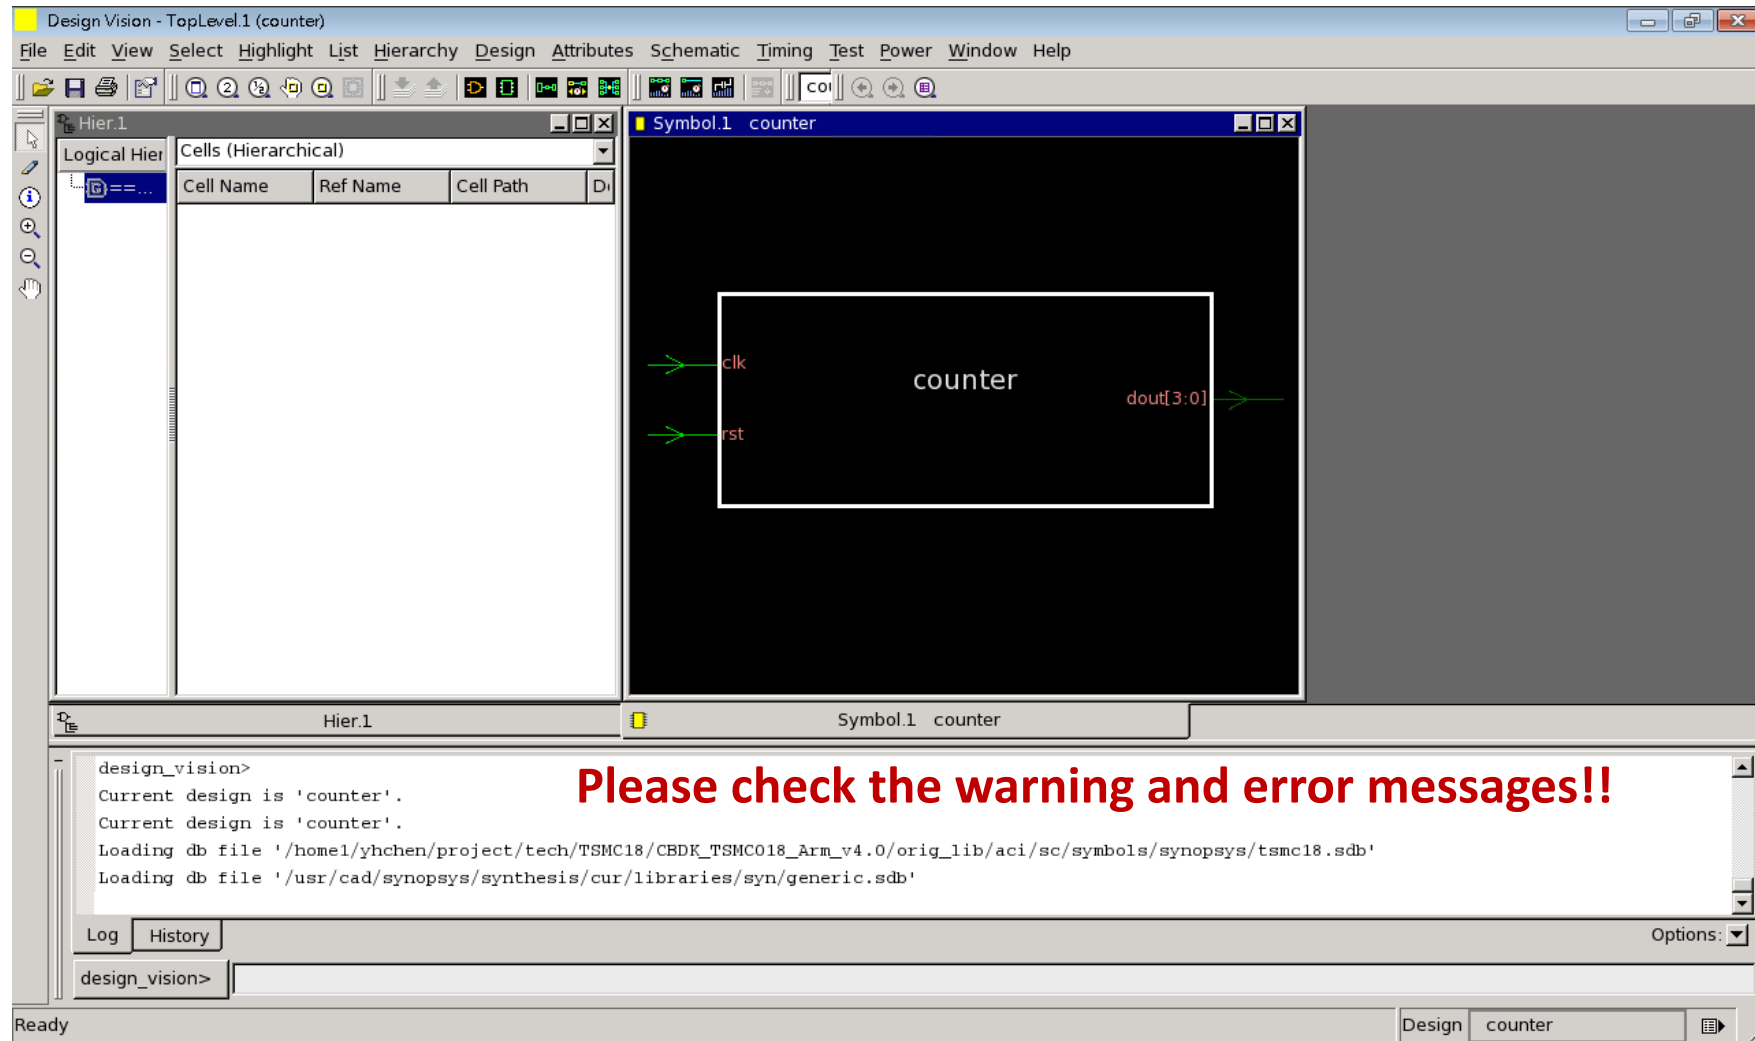 Design Vision - TopLevel.1 (counter)
File Edit View Select Highlight List Hierarchy Design Attributes Schematic Timing Test Power Window Help
cou
Hier.1
Symbol.1 counter
Logical Hier
Cells (Hierarchical)
==...
Cell Name Ref Name Cell Path De
clk
counter
dout[3:0]
rst
Hier.1
Symbol.1 counter
design_vision>
Please check the warning and error messages!!
Current design is 'counter'.
Current design is 'counter'.
Loading db file '/home1/yhchen/project/tech/TSMC18/CBDK_TSMC018_Arm_v4.0/orig_lib/aci/sc/symbols/synopsys/tsmc18.sdb'
Loading db file '/usr/cad/synopsys/synthesis/cur/libraries/syn/generic.sdb'
Log History
Options:
design_vision>
Ready
Design counter